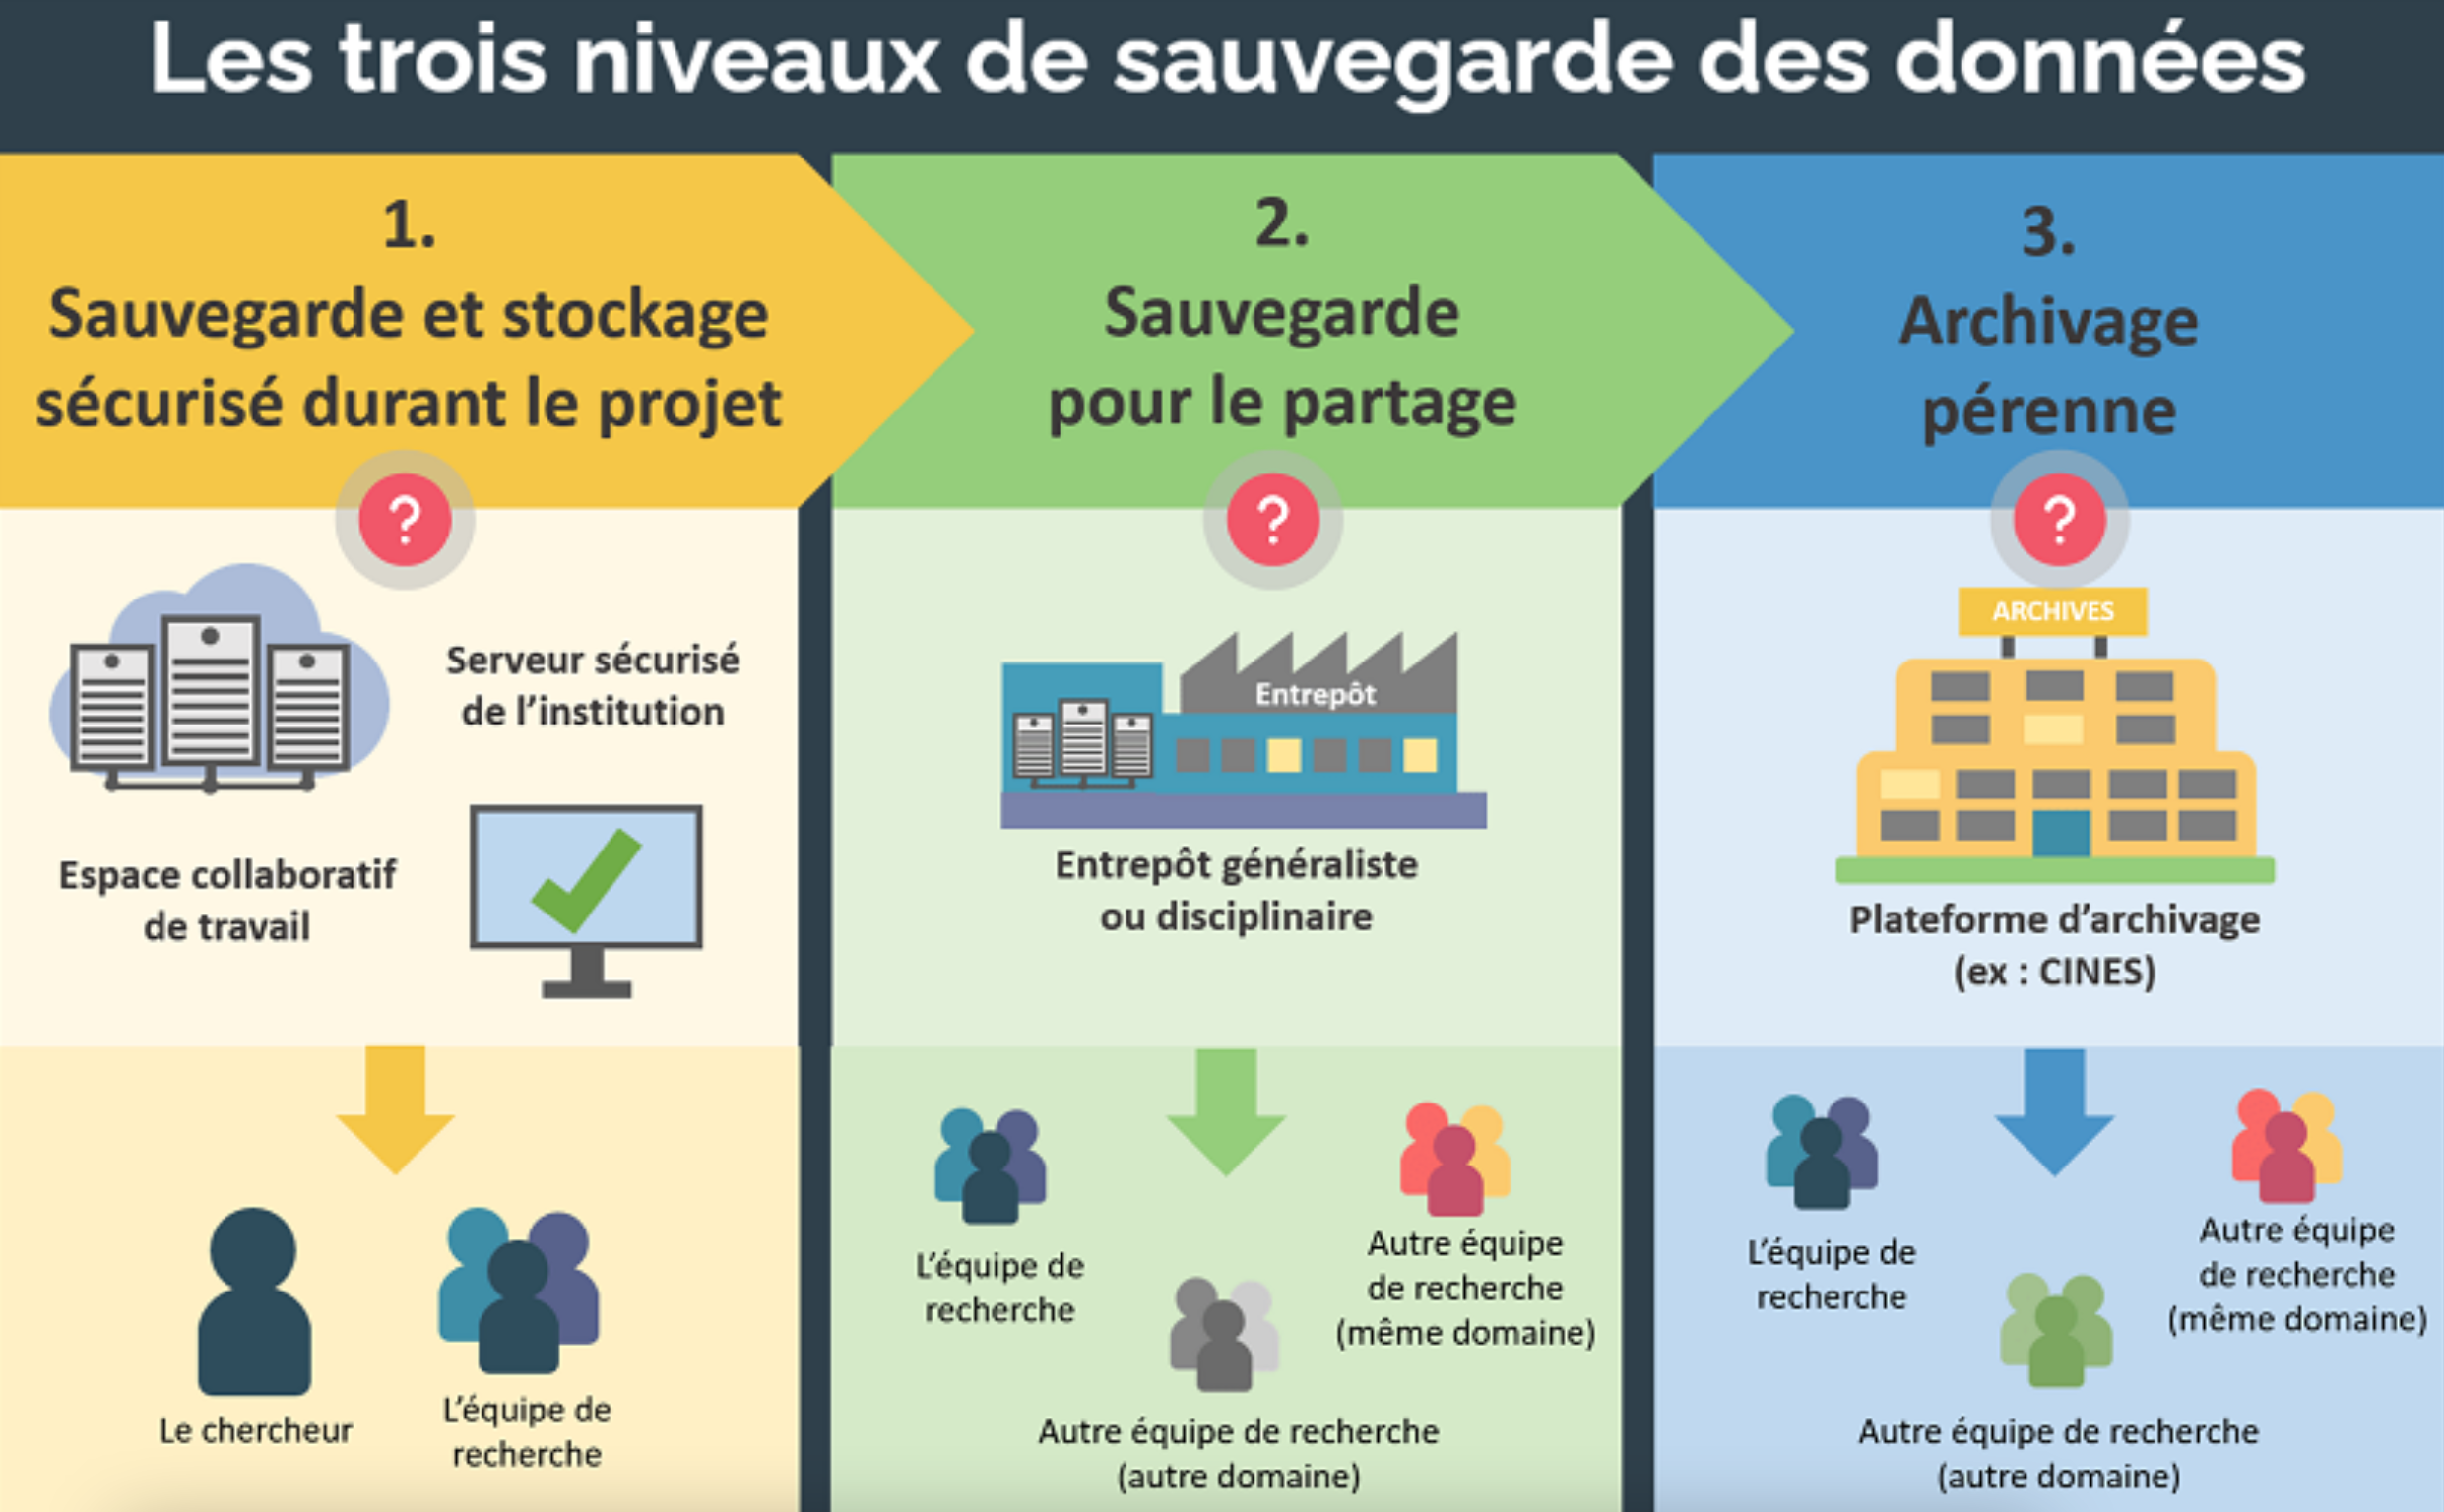 Les trois niveaux de sauvegarde des données
1.
Sauvegarde et stockage
sécurisé durant le projet
?
Serveur sécurisé
de l’institution
Espace collaboratif
de travail
Le chercheur
L’équipe de
recherche
2.
Sauvegarde
pour le partage
?
Entrepôt
Entrepôt généraliste
ou disciplinaire
L’équipe de
recherche
Autre équipe
de recherche
(même domaine)
Autre équipe de recherche
(autre domaine)
3.
Archivage
pérenne
?
ARCHIVES
Plateforme d’archivage
(ex : CINES)
L’équipe de
recherche
Autre équipe
de recherche
(même domaine)
Autre équipe de recherche
(autre domaine)